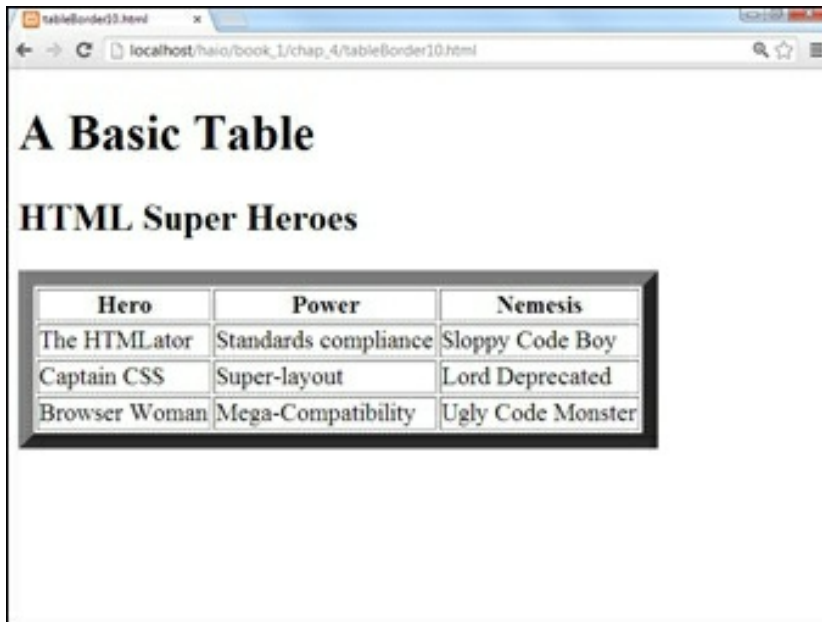 tableBorder10.html
localhost/haio/book_1/chap_4/tableBorder10.html
A Basic Table
HTML Super Heroes
Hero Power Nemesis
The HTMLator Standards compliance Sloppy Code Boy
Captain CSS Super-layout Lord Deprecated
Browser Woman Mega-Compatibility Ugly Code Monster